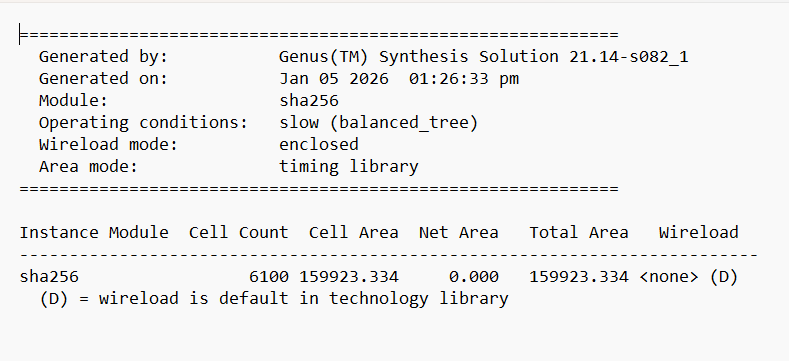 ============================================================
Generated by: Genus(TM) Synthesis Solution 21.14-s082_1
Generated on: Jan 05 2026 01:26:33 pm
Module: sha256
Operating conditions: slow (balanced_tree)
Wireload mode: enclosed
Area mode: timing library
============================================================
Instance Module Cell Count Cell Area Net Area Total Area Wireload
--------------------------------------------------------------------------
sha256 6100 159923.334 0.000 159923.334 <none> (D)
(D) = wireload is default in technology library